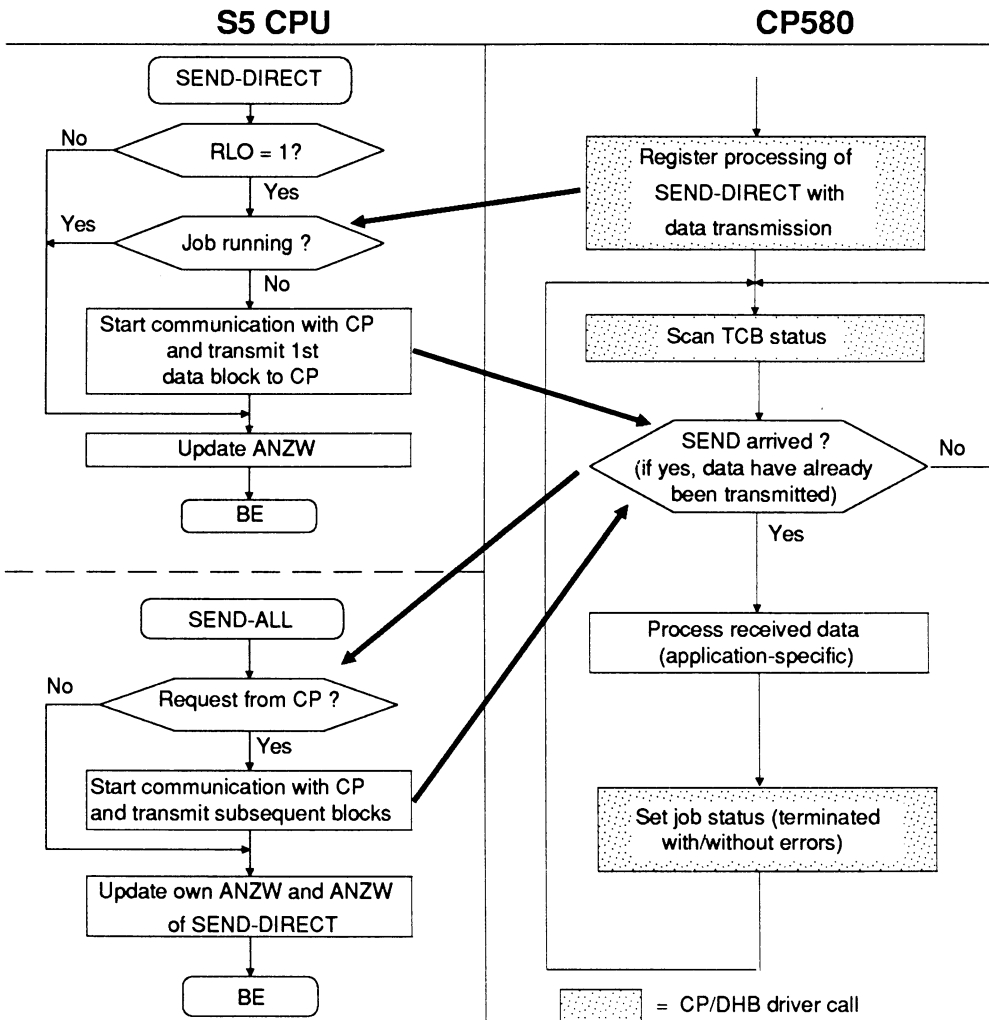 S5 CPU
SEND-DIRECT
No
RLO = 1?
Yes
Yes
Job running ?
No
Start communication with CP
and transmit 1st
data block to CP
Update ANZW
BE
SEND-ALL
No
Request from CP ?
Yes
Start communication with CP
and transmit subsequent blocks
Update own ANZW and ANZW
of SEND-DIRECT
BE
CP580
Register processing of
SEND-DIRECT with
data transmission
Scan TCB status
SEND arrived ?
(if yes, data have already
been transmitted)
No
Yes
Process received data
(application-specific)
Set job status (terminated
with/without errors)
= CP/DHB driver call